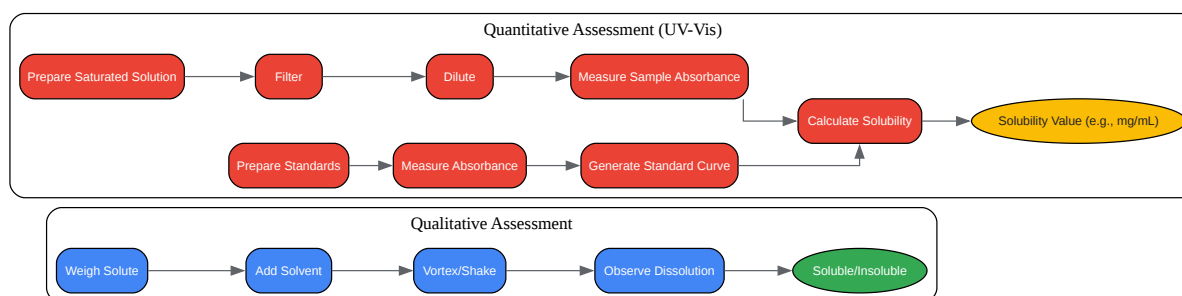 Quantitative Assessment (UV-Vis)
Prepare Saturated Solution
Filter
Dilute
Measure Sample Absorbance
Calculate Solubility
Solubility Value (e.g., mg/mL)
Prepare Standards
Measure Absorbance
Generate Standard Curve
Qualitative Assessment
Weigh Solute
Add Solvent
Vortex/Shake
Observe Dissolution
Soluble/Insoluble